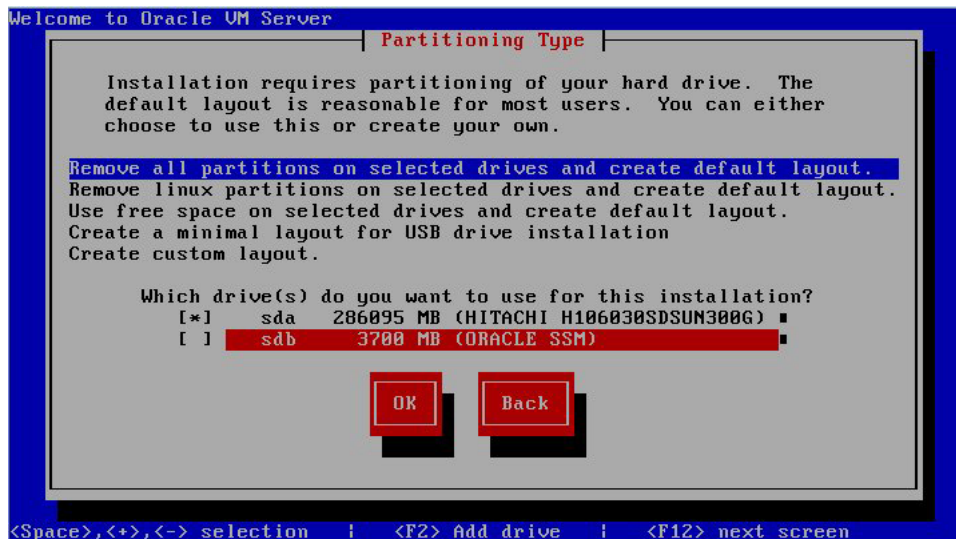 Welcome to Oracle VM Server
Partitioning Type
Installation requires partitioning of your hard drive. The
default layout is reasonable for most users. You can either
choose to use this or create your own.
Remove all partitions on selected drives and create default layout.
Remove linux partitions on selected drives and create default layout.
Use free space on selected drives and create default layout.
Create a minimal layout for USB drive installation
Create custom layout.
Which drive(s) do you want to use for this installation?
[*] sda 286095 MB (HITACHI H106030SDSUN300G)
[ ] sdb 3700 MB (ORACLE SSM)
OK Back
<Space>,<+>,<-> selection | <F2> Add drive | <F12> next screen